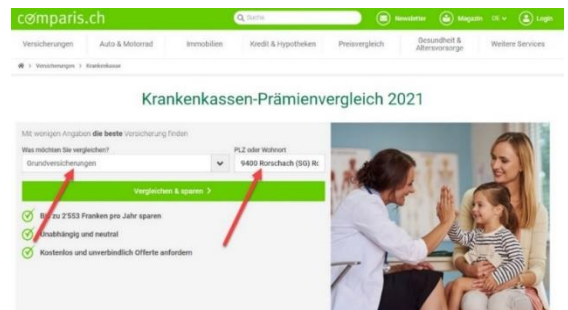 comparis.ch Suche Newsletter Magazin DE Login
Versicherungen Auto & Motorrad Immobilien Kredit & Hypotheken Preisvergleich Gesundheit & Altersvorsorge Weitere Services
> Versicherungen > Krankenkasse
Krankenkassen-Prämienvergleich 2021
Mit wenigen Angaben die beste Versicherung finden
Was möchten Sie vergleichen? PLZ oder Wohnort
Grundversicherungen 9400 Rorschach (SG) Ro
Vergleichen & sparen >
Bis zu 2'553 Franken pro Jahr sparen
Unabhängig und neutral
Kostenlos und unverbindlich Offerte anfordern